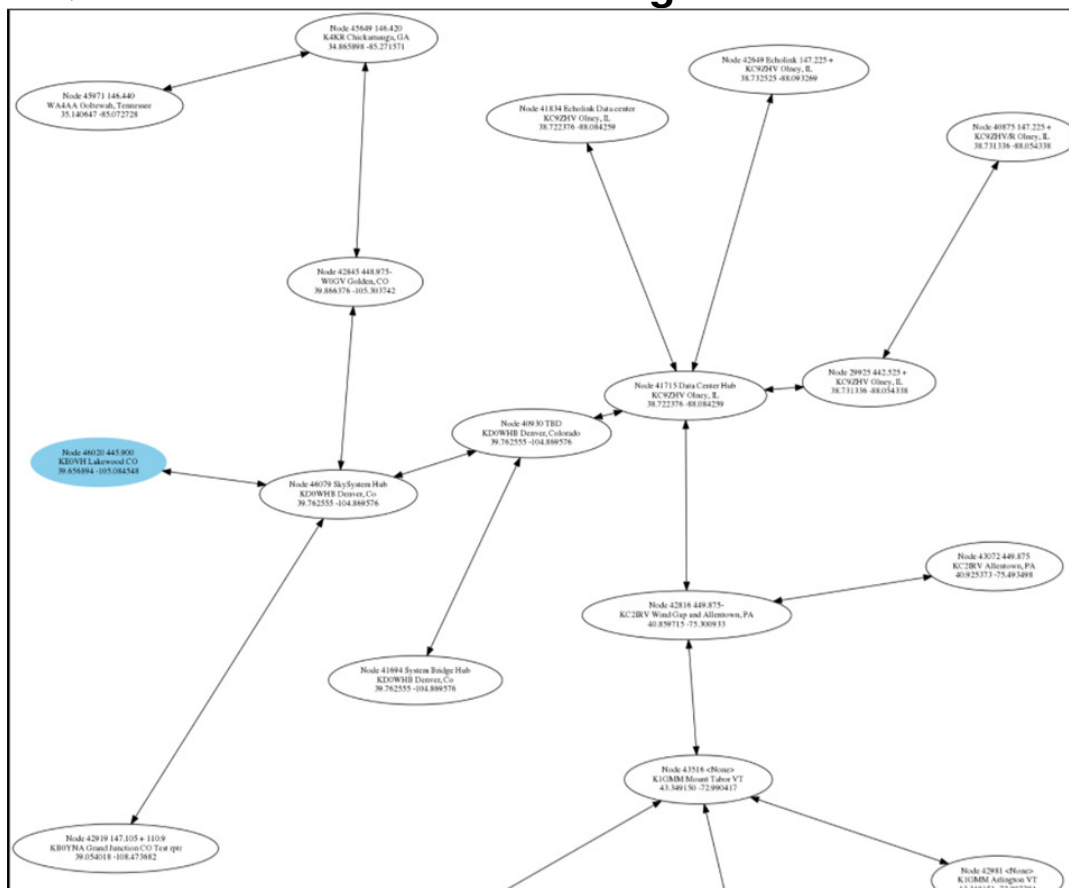 Node 45649 146.420
K4KR Chickamauga, GA
34.865898 -85.271571
Node 42649 Echolink 147.225 +
KC9ZHV Olney, IL
38.732525 -88.093269
Node 45971 146.440
WA4AA Ooltewah, Tennessee
35.140647 -85.072728
Node 41834 Echolink Data center
KC9ZHV Olney, IL
38.722376 -88.084259
Node 40875 147.225 +
KC9ZHV/R Olney, IL
38.731336 -88.054338
Node 42845 448.975-
W0GV Golden, CO
39.866376 -105.303742
Node 41715 Data Center Hub
KC9ZHV Olney, IL
38.722376 -88.084259
Node 29925 442.525 +
KC9ZHV Olney, IL
38.731336 -88.054338
Node 40930 TBD
KD0WHB Denver, Colorado
39.762555 -104.869576
Node 46020 445.900
KE0VH Lakewood CO
39.656894 -105.084548
Node 46079 SkySystem Hub
KD0WHB Denver, Co
39.762555 -104.869576
Node 43072 449.875
KC2IRV Allentown, PA
40.925373 -75.493498
Node 42816 449.875-
KC2IRV Wind Gap and Allentown, PA
40.859715 -75.300933
Node 41694 System Bridge Hub
KD0WHB Denver, Co
39.762555 -104.869576
Node 43516 <None>
K1GMM Mount Tabor VT
43.349150 -72.990417
Node 42919 147.105 + 110.9
KB0YNA Grand Junction CO Test rptr
39.054018 -108.473682
Node 42981 <None>
K1GMM Arlington VT